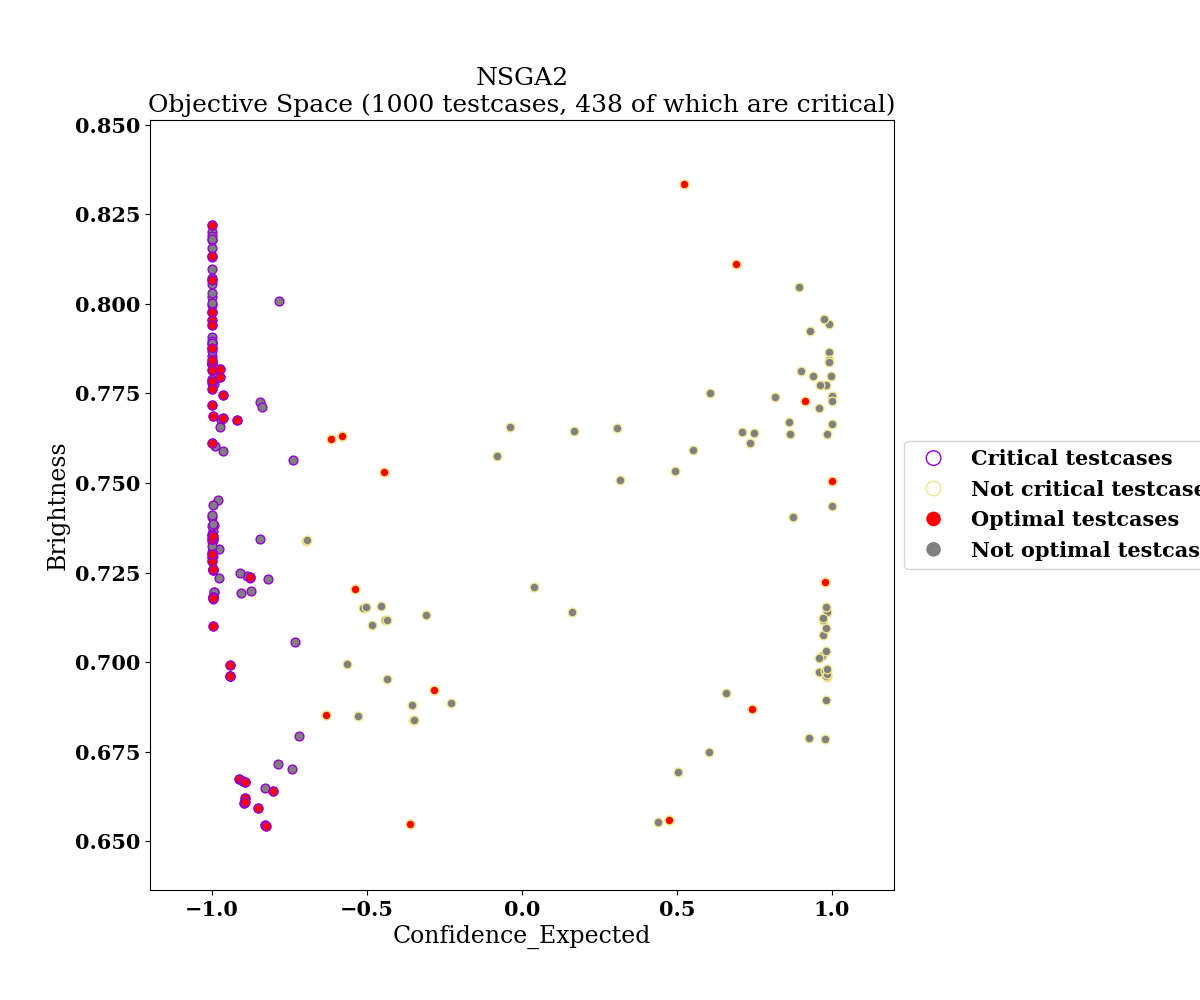 NSGA2
Objective Space (1000 testcases, 438 of which are critical)
0.850
0.825
0.800
0.775
0.750
0.725
0.700
0.675
0.650
Brightness
−1.0
−0.5
0.0
0.5
1.0
Confidence_Expected
Critical testcases
Not critical testcase
Optimal testcases
Not optimal testcas